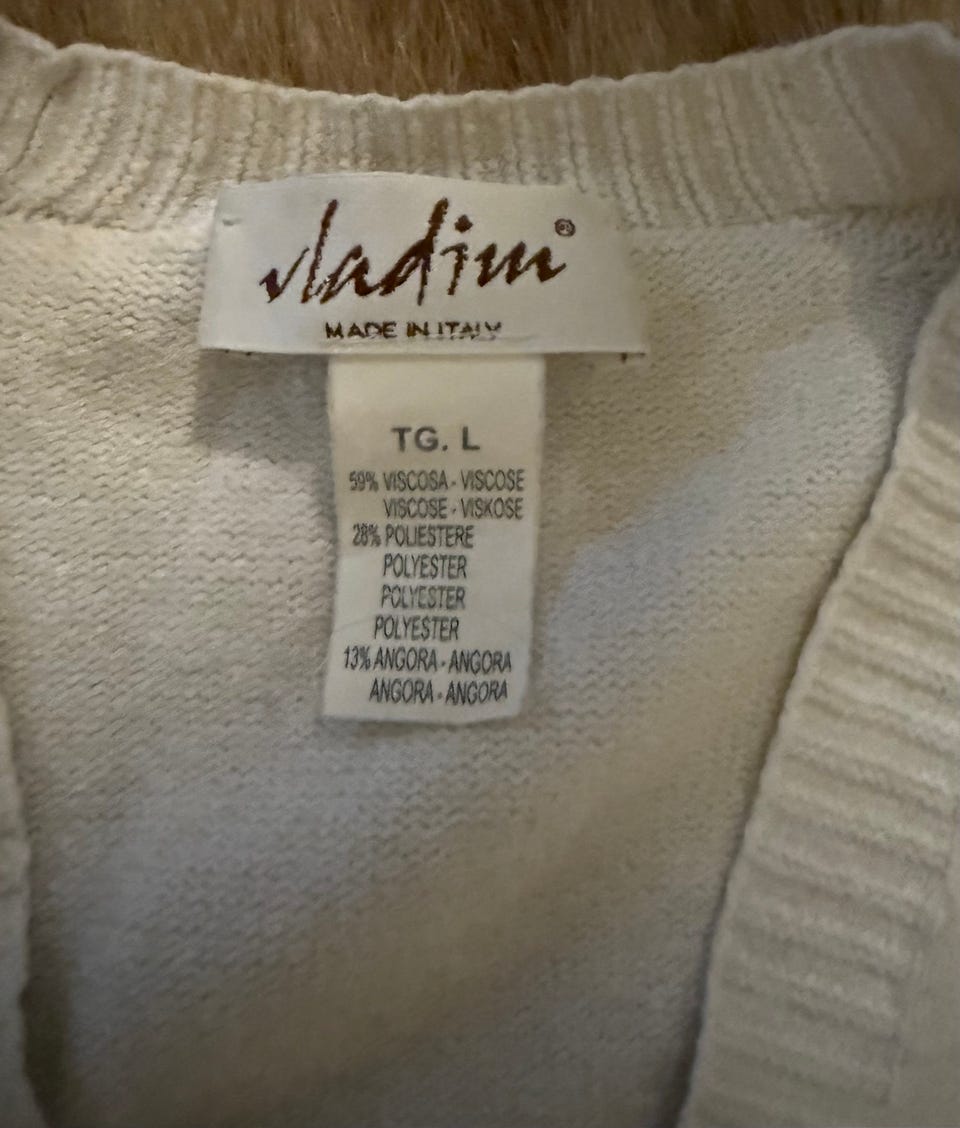 vladim®
MADE IN ITALY
TG. L
59% VISCOSA - VISCOSE
VISCOSE - VISKOSE
28% POLIESTERE
POLYESTER
POLYESTER
POLYESTER
13% ANGORA - ANGORA
ANGORA - ANGORA